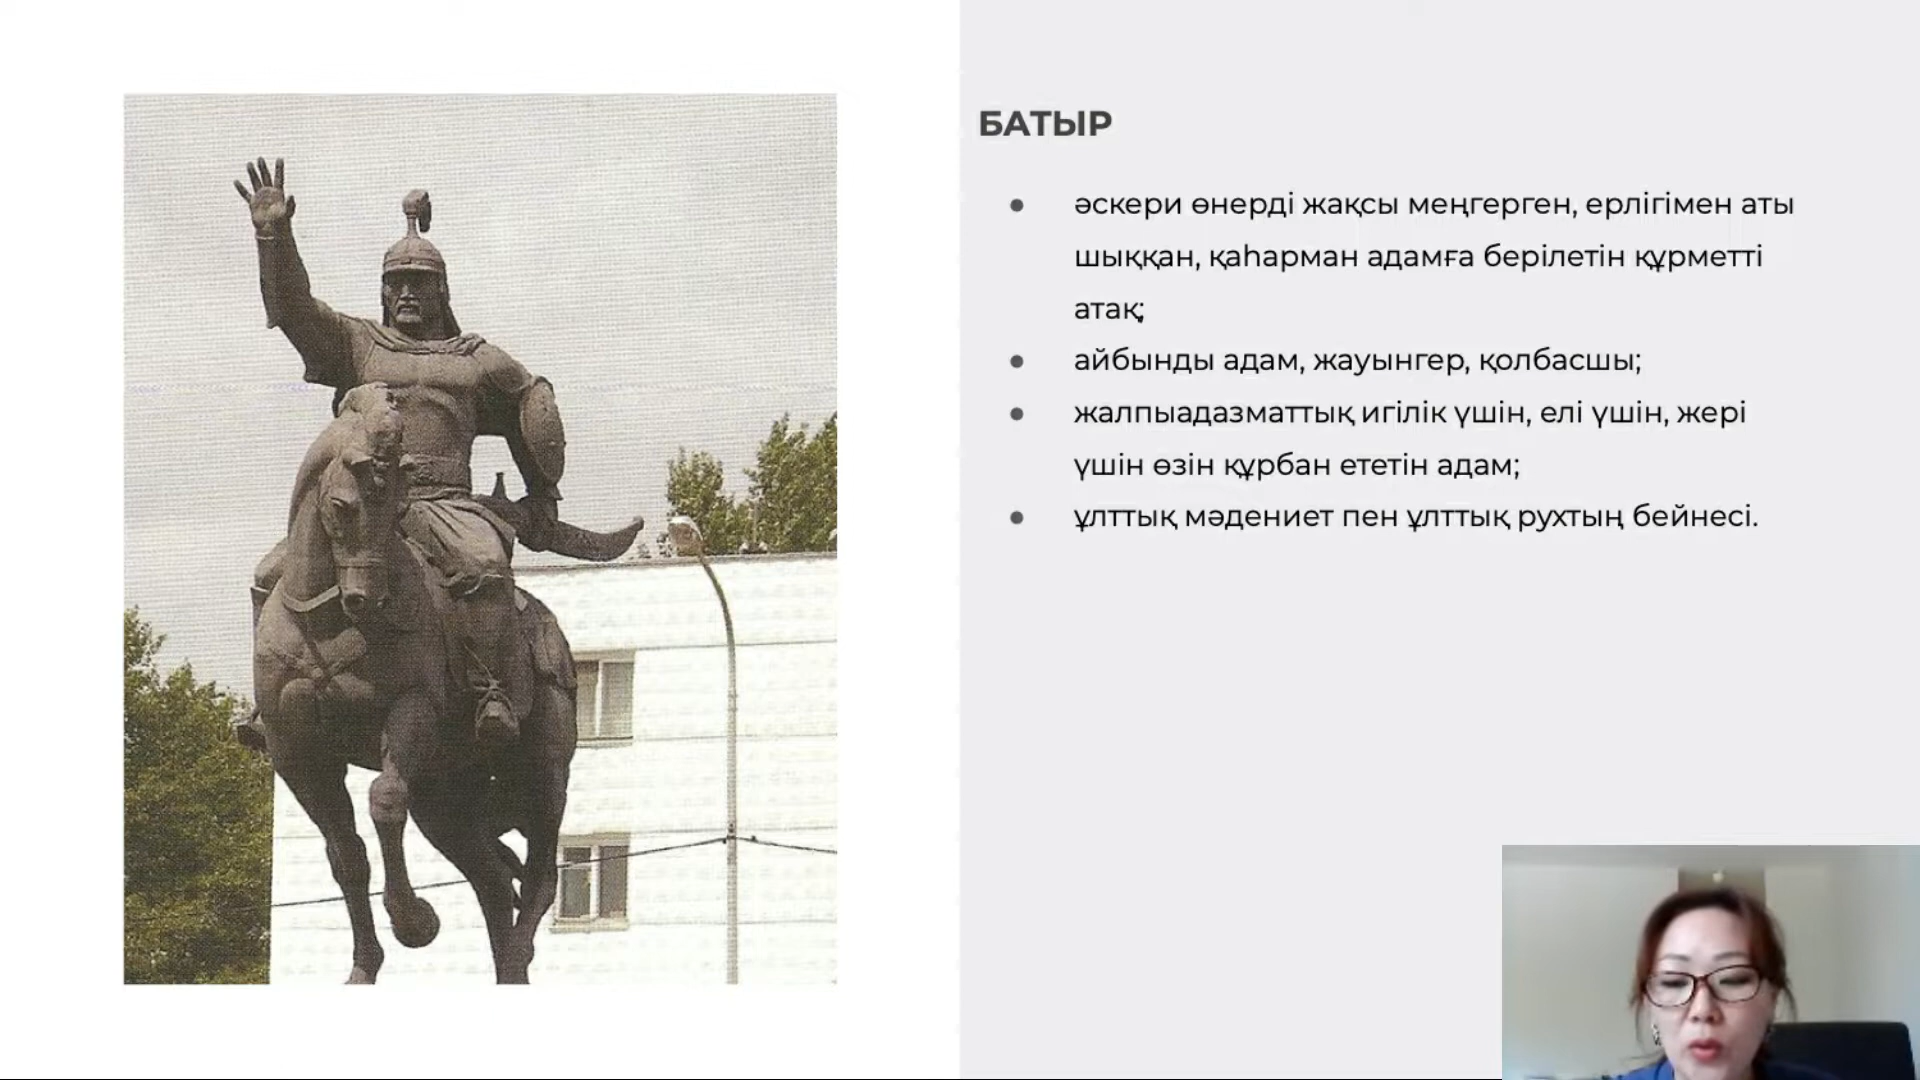 БАТЫР
● әскери өнерді жақсы меңгерген, ерлігімен аты
шыққан, қаһарман адамға берілетін құрметті
атақ;
● айбынды адам, жауынгер, қолбасшы;
● жалпыадазматтық игілік үшін, елі үшін, жері
үшін өзін құрбан ететін адам;
● ұлттық мәдениет пен ұлттық рухтың бейнесі.